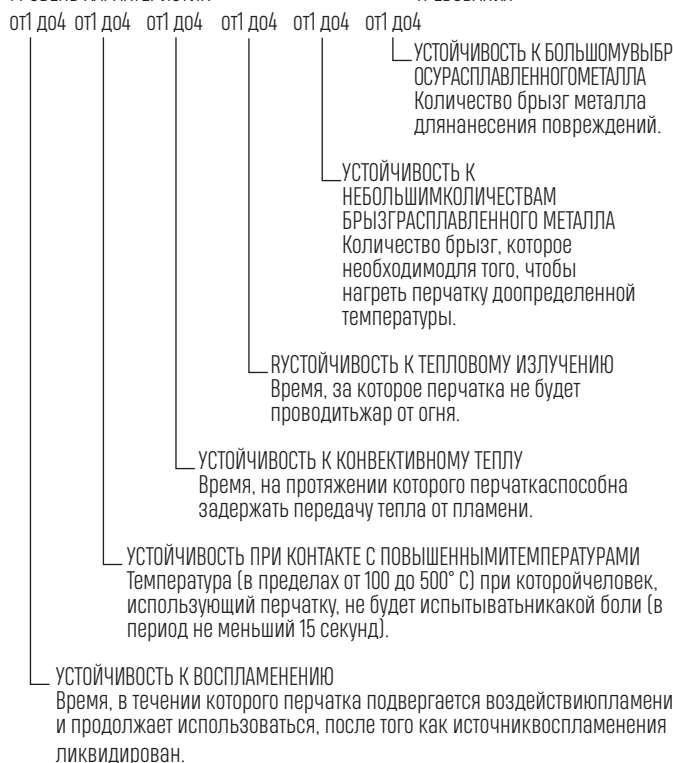 от1 до4 от1 до4 от1 до4 от1 до4 от1 до4 от1 до4
УСТОЙЧИВОСТЬ К БОЛЬШОМУВЫБР
ОСУРАСПЛАВЛЕННОГОМЕТАЛЛА
Количество брызг металла
длянанесения повреждений.
УСТОЙЧИВОСТЬ К
НЕБОЛЬШИМКОЛИЧЕСТВАМ
БРЫЗГРАСПЛАВЛЕННОГО МЕТАЛЛА
Количество брызг, которое
необходимодля того, чтобы
нагреть перчатку доопределенной
температуры.
RУСТОЙЧИВОСТЬ К ТЕПЛОВОМУ ИЗЛУЧЕНИЮ
Время, за которое перчатка не будет
проводитьжар от огня.
УСТОЙЧИВОСТЬ К КОНВЕКТИВНОМУ ТЕПЛУ
Время, на протяжении которого перчаткаспособна
задержать передачу тепла от пламени.
УСТОЙЧИВОСТЬ ПРИ КОНТАКТЕ С ПОВЫШЕННЫМИТЕМПЕРАТУРАМИ
Температура (в пределах от 100 до 500° С) при которойчеловек,
использующий перчатку, не будет испытыватьникакой боли (в
период не меньший 15 секунд).
УСТОЙЧИВОСТЬ К ВОСПЛАМЕНЕНИЮ
Время, в течении которого перчатка подвергается воздействиюпламени
и продолжает использоваться, после того как источниквоспламенения
ликвидирован.